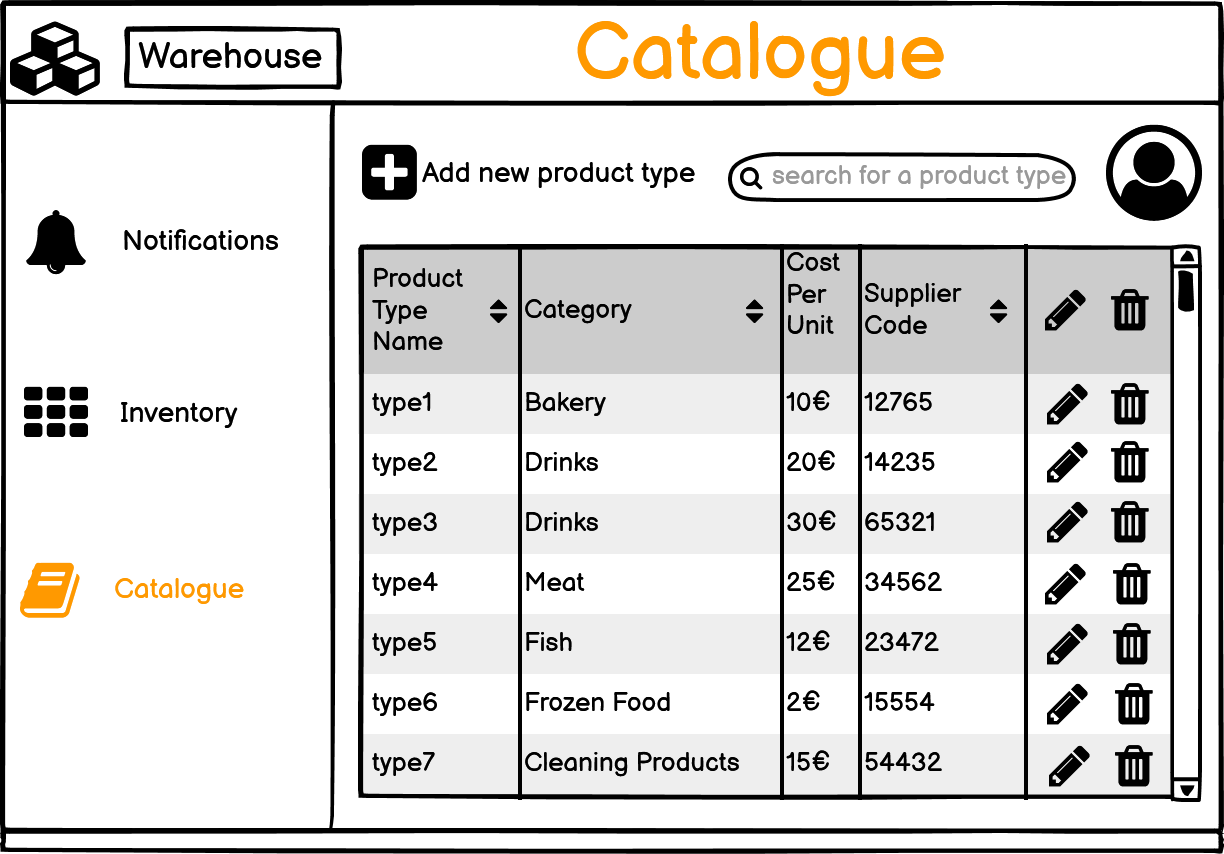 Warehouse
Catalogue
Add new product type
search for a product type
Notifications
Inventory
Catalogue
Product Type Name
Category
Cost Per Unit
Supplier Code
type1 Bakery 10€ 12765
type2 Drinks 20€ 14235
type3 Drinks 30€ 65321
type4 Meat 25€ 34562
type5 Fish 12€ 23472
type6 Frozen Food 2€ 15554
type7 Cleaning Products 15€ 54432